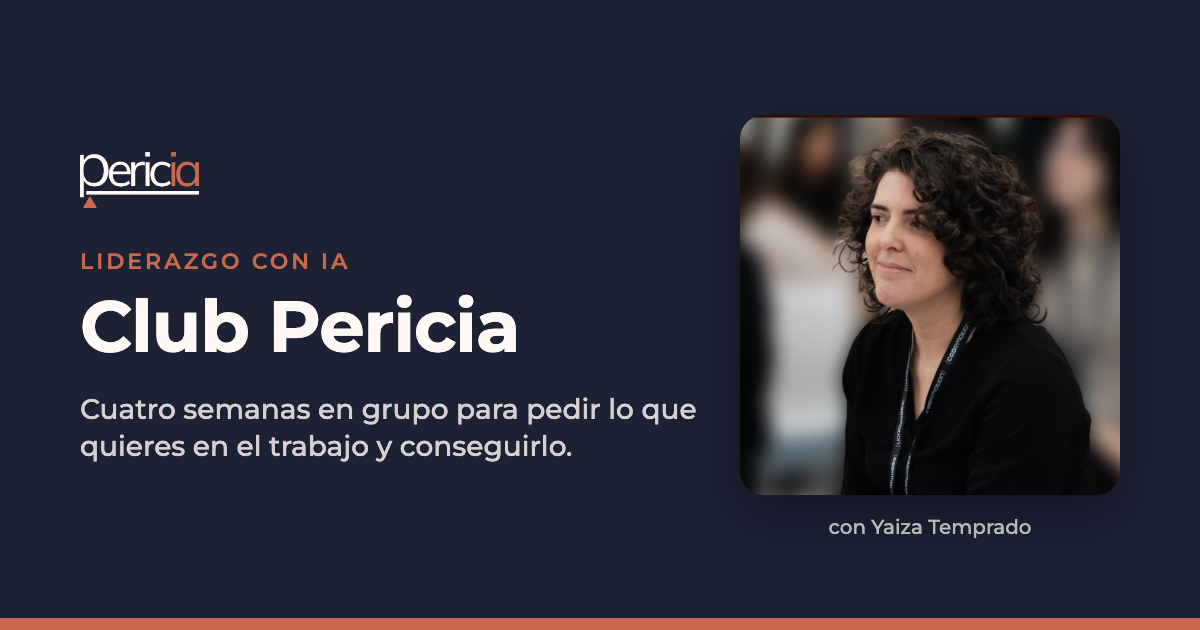 pericia
LIDERAZGO CON IA
Club Pericia
Cuatro semanas en grupo para pedir lo que
quieres en el trabajo y conseguirlo.
con Yaiza Temprado